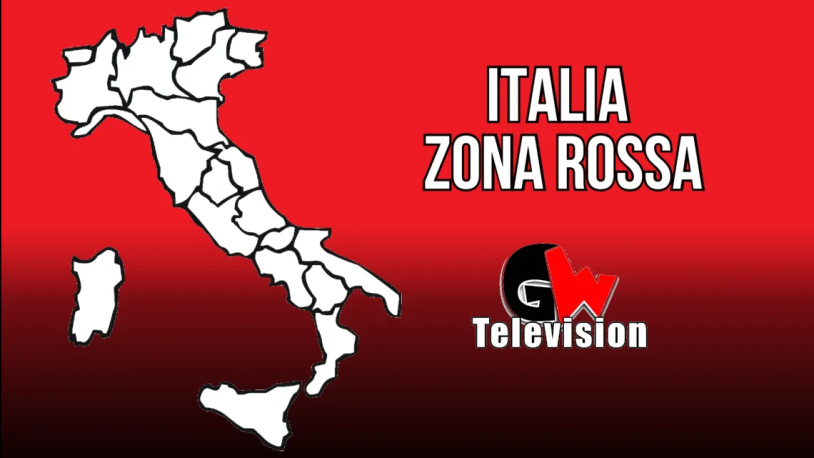 ITALIA
ZONA ROSSA
GW
Television